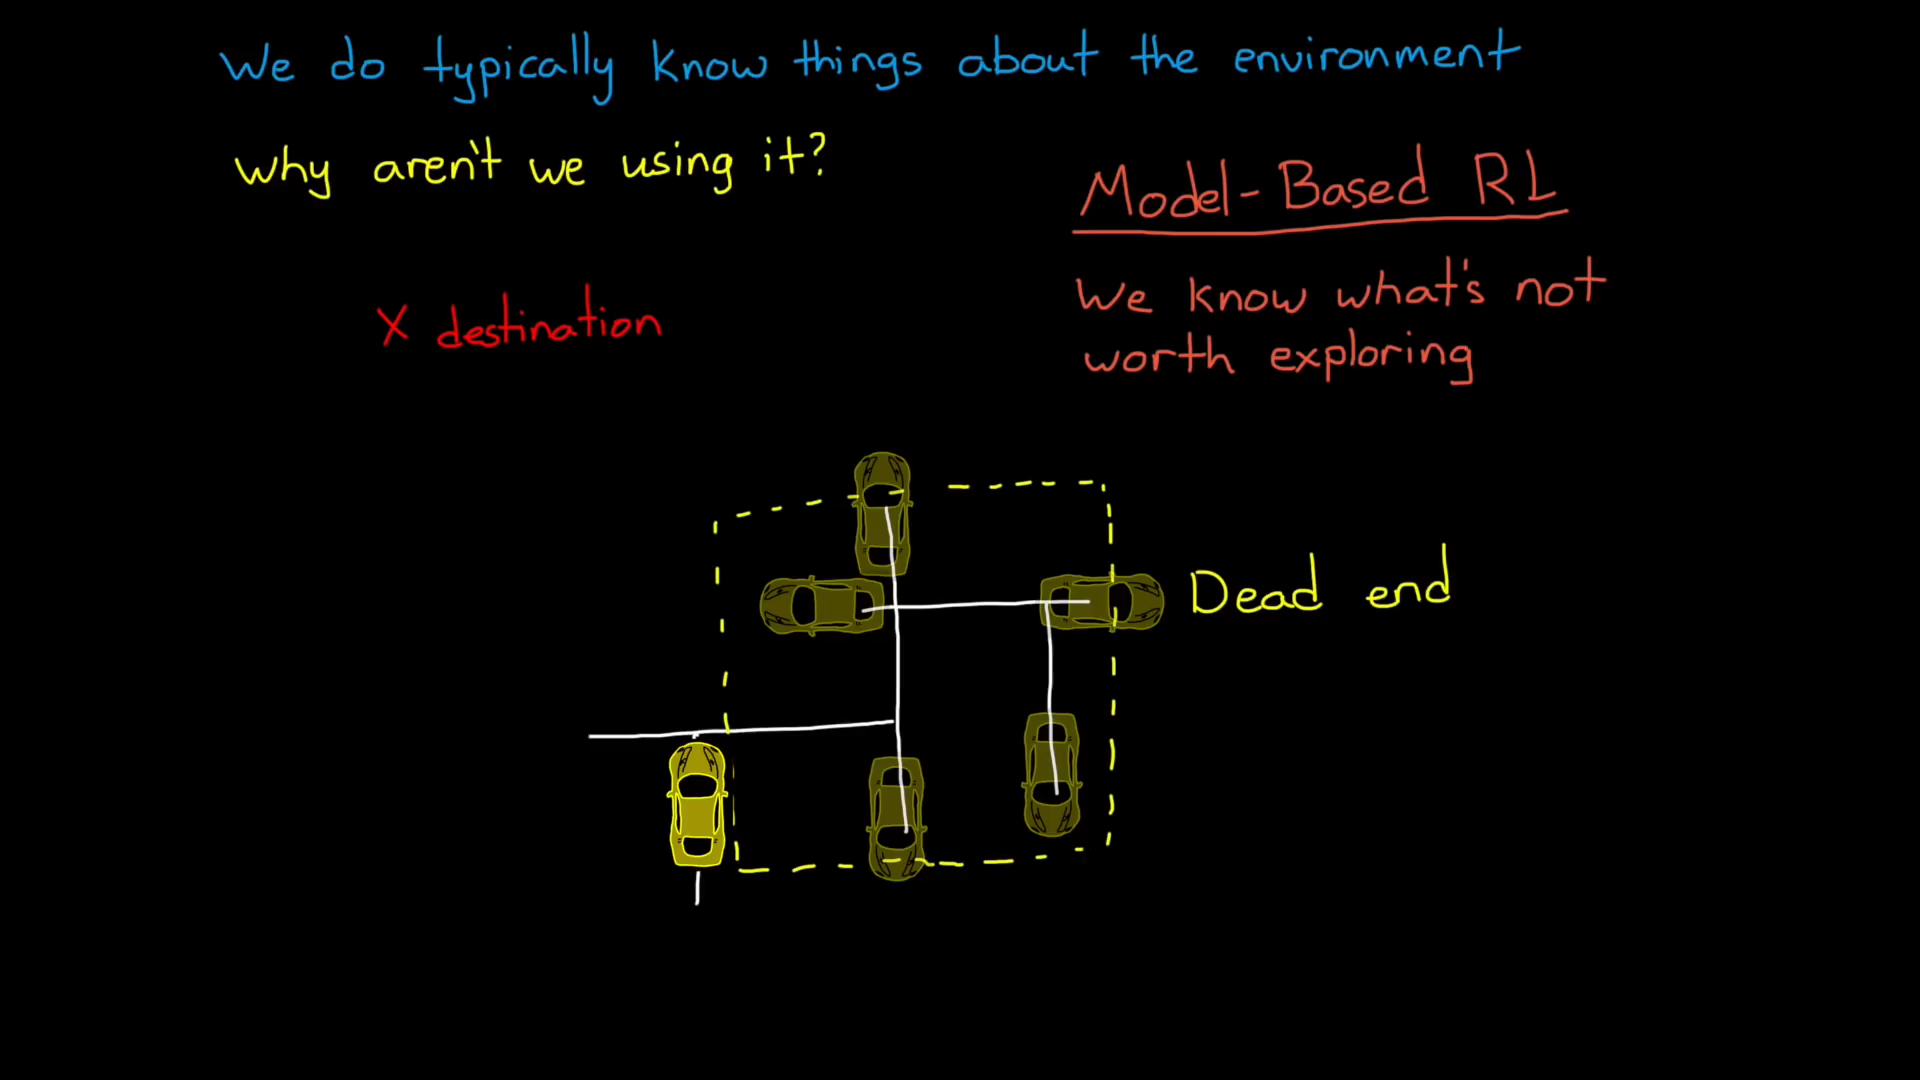 We do typically know things about the environment
Why aren't we using it?
Model-Based RL
We know what's not
worth exploring
X destination
Dead end